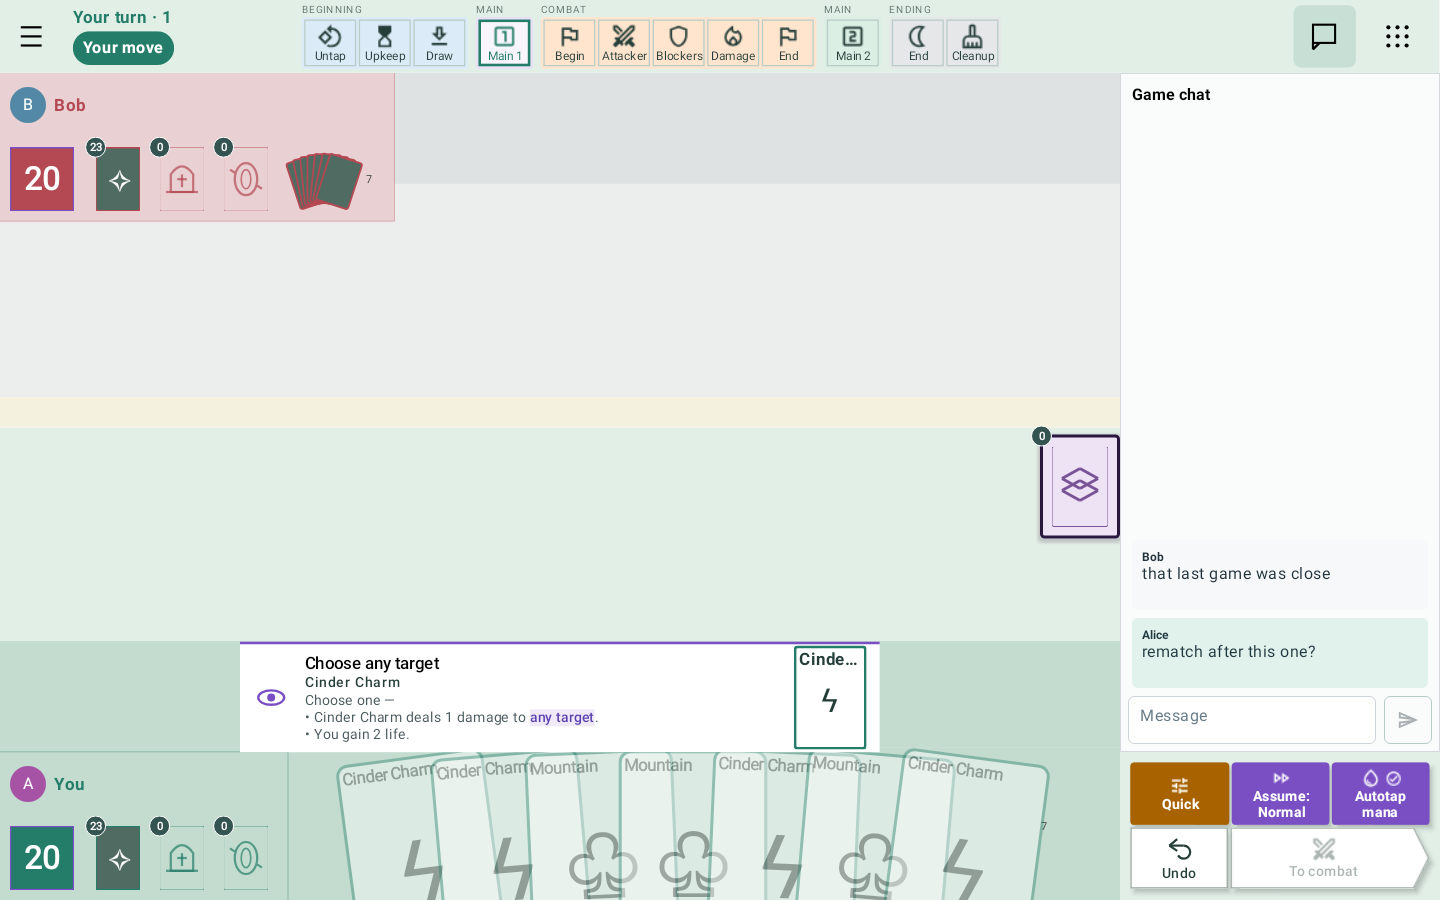 Your turn · 1
Your move
BEGINNING
MAIN
COMBAT
MAIN
ENDING
Untap
Upkeep
Draw
1
Main 1
Begin
Attacker
Blockers
Damage
End
2
Main 2
End
Cleanup
B
Bob
20
23
0
0
7
Game chat
0
Bob
that last game was close
Alice
rematch after this one?
Message
Choose any target
Cinder Charm
Choose one —
• Cinder Charm deals 1 damage to any target.
• You gain 2 life.
Cinde...
A
You
20
23
0
0
Cinder Charm
Cinder Charm
Mountain
Mountain
Cinder Charm
Mountain
Cinder Charm
7
Quick
Assume:
Normal
Autotap
mana
Undo
To combat